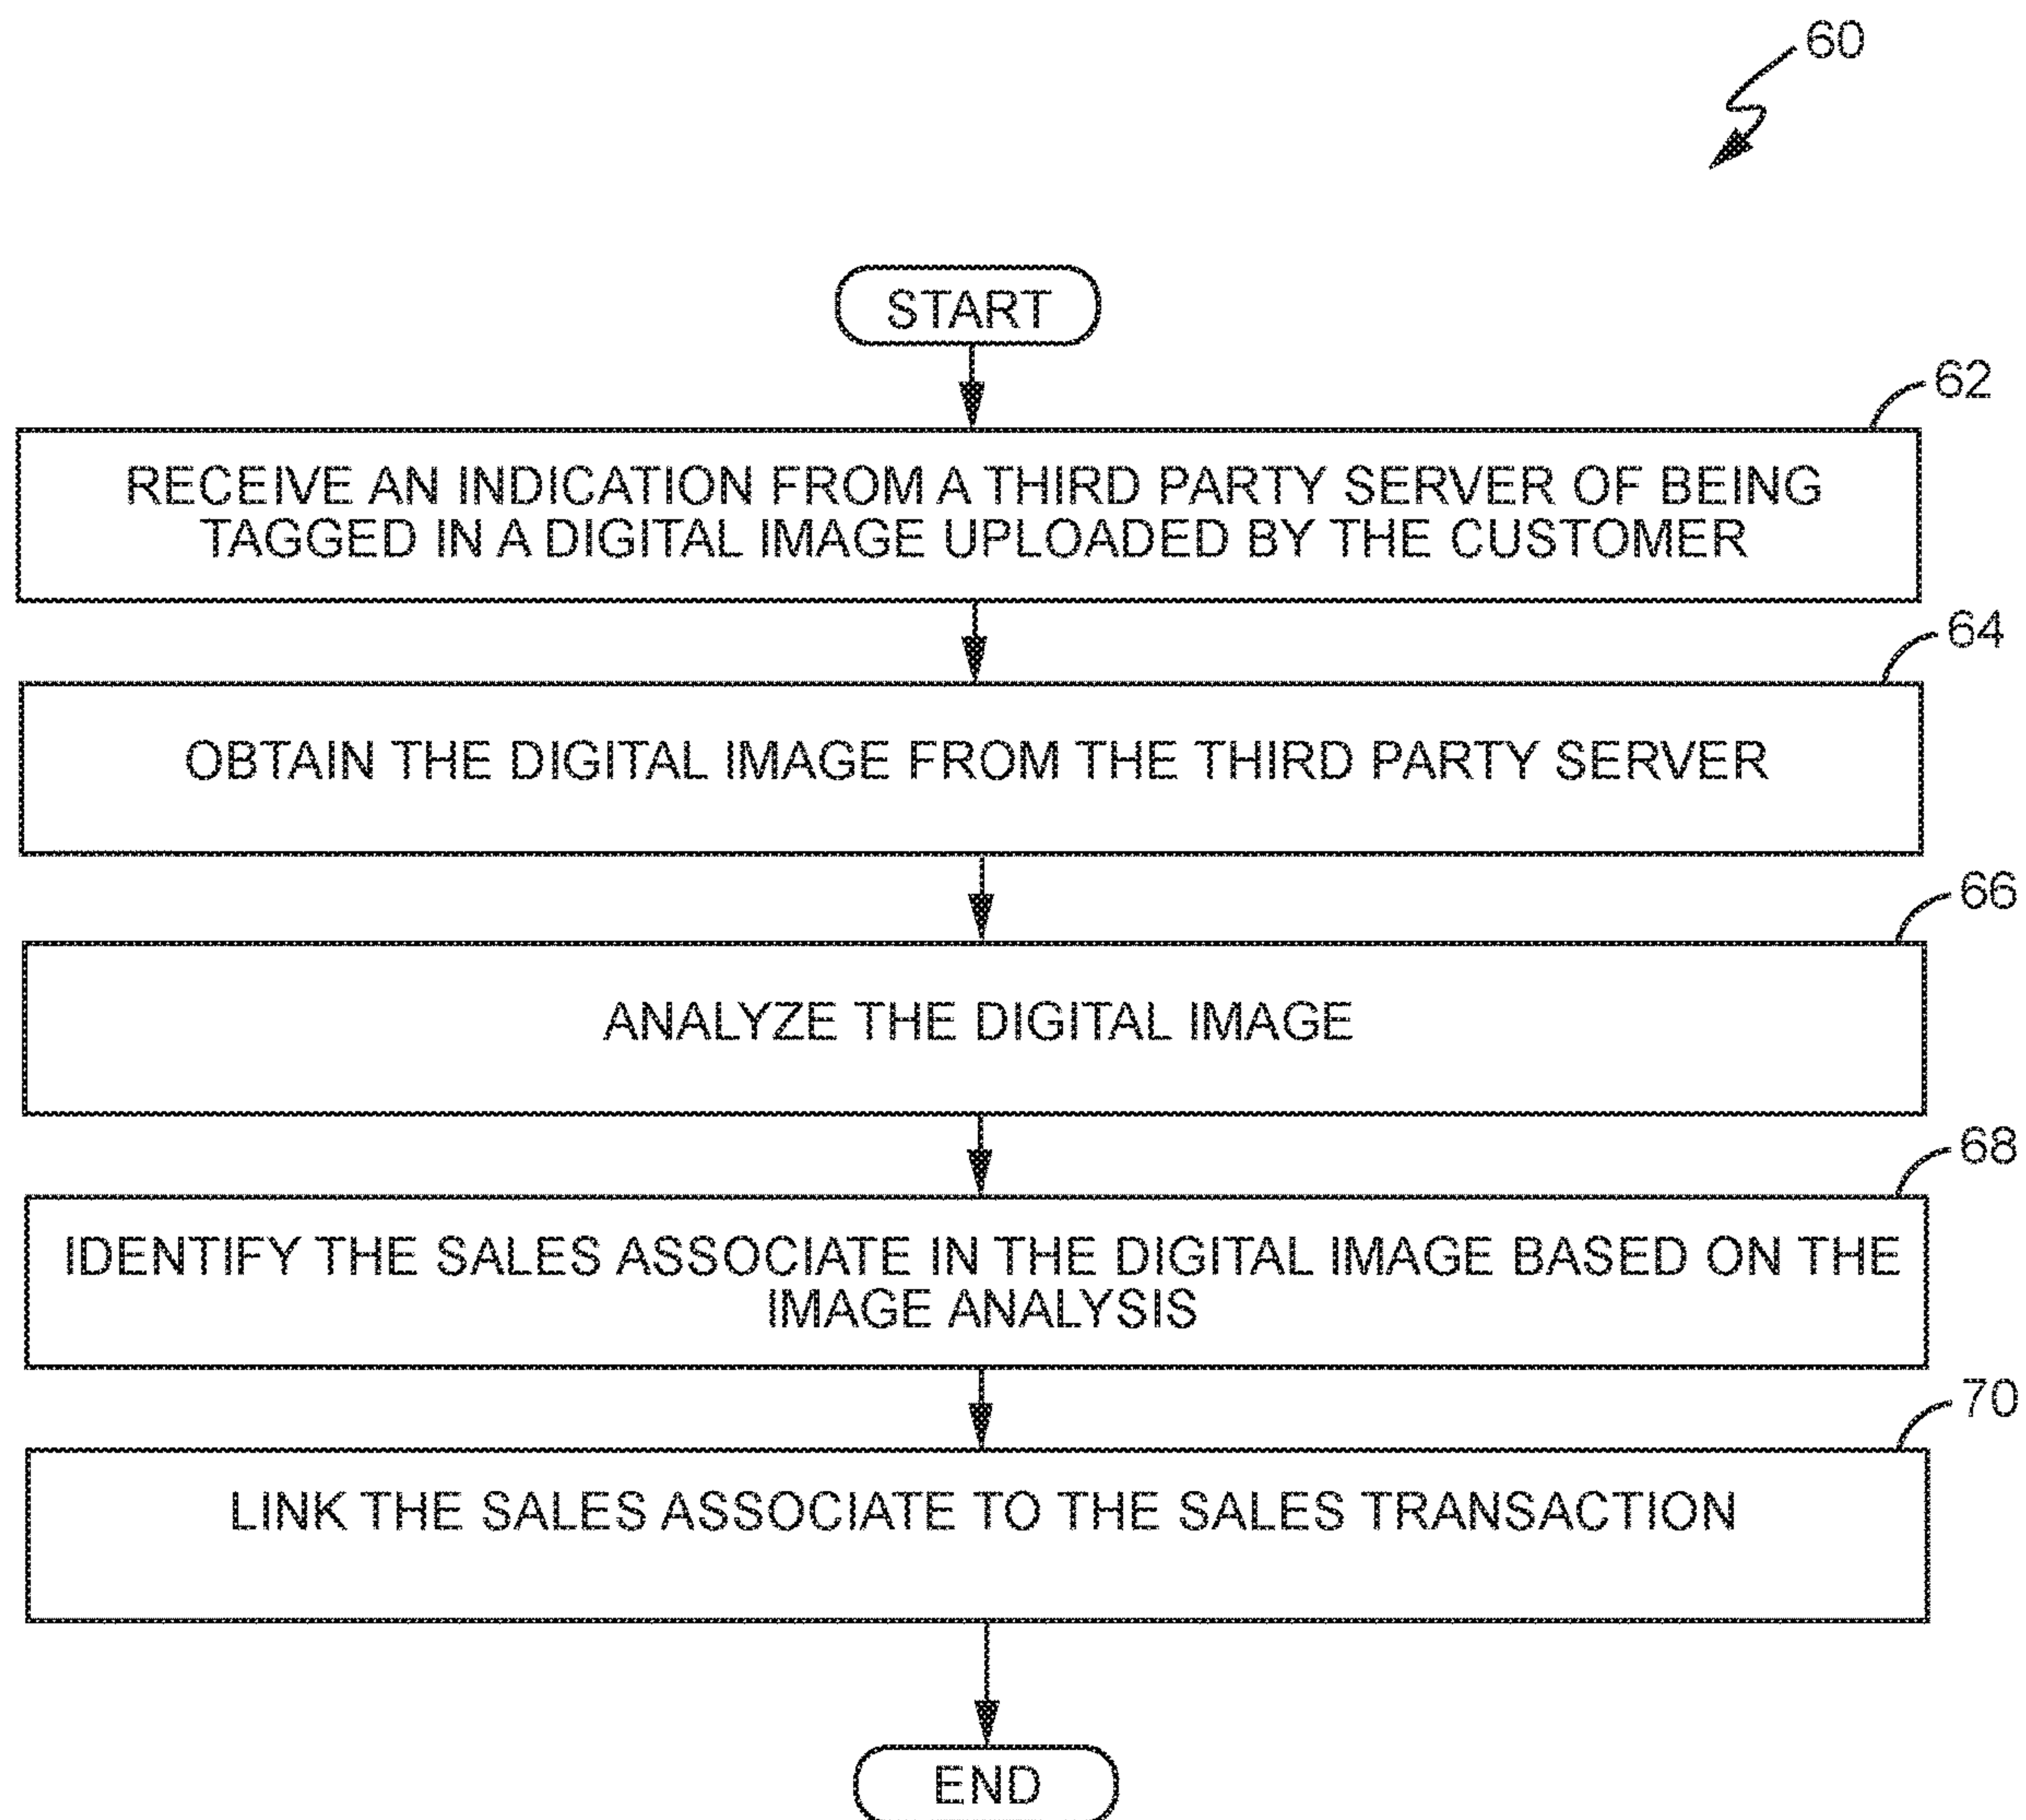 60
START
62
RECEIVE AN INDICATION FROM A THIRD PARTY SERVER OF BEING
TAGGED IN A DIGITAL IMAGE UPLOADED BY THE CUSTOMER
64
OBTAIN THE DIGITAL IMAGE FROM THE THIRD PARTY SERVER
66
ANALYZE THE DIGITAL IMAGE
68
IDENTIFY THE SALES ASSOCIATE IN THE DIGITAL IMAGE BASED ON THE
IMAGE ANALYSIS
70
LINK THE SALES ASSOCIATE TO THE SALES TRANSACTION
END